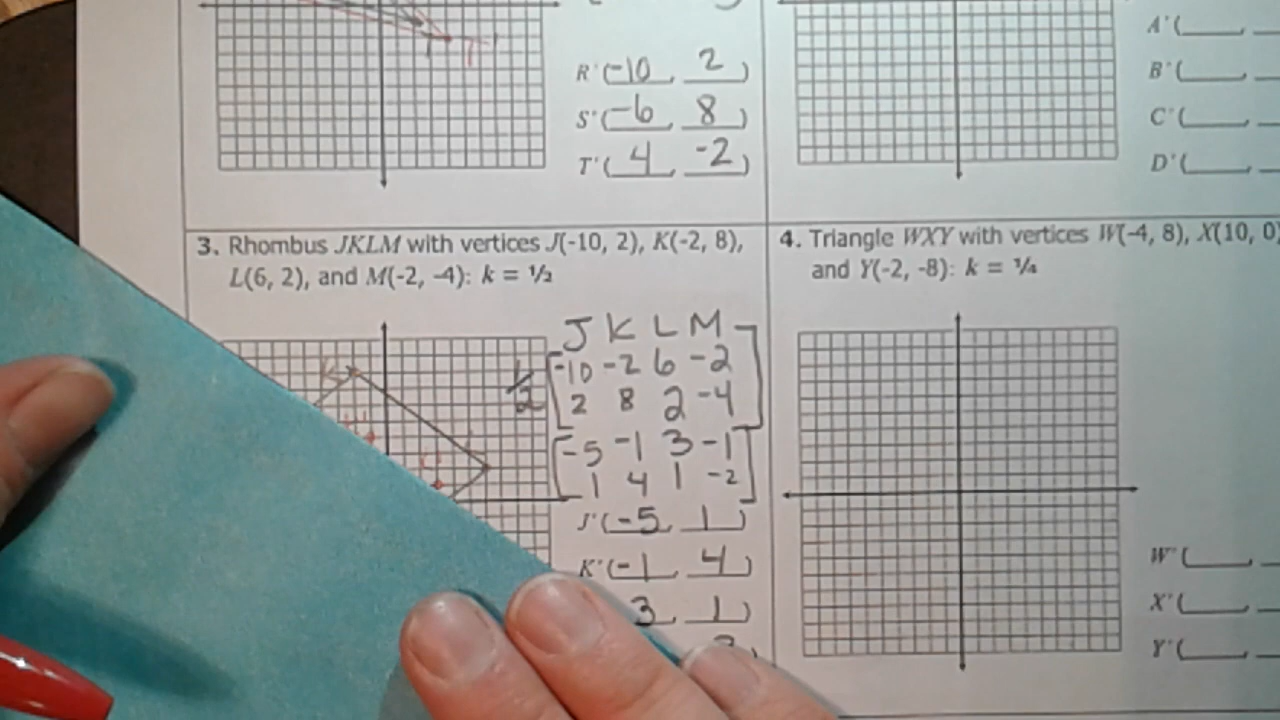 R'(-10, 2)
S'(-6, 8)
T'(4, -2)
A'(
B'(
C'(
D'(
3. Rhombus JKLM with vertices J(-10, 2), K(-2, 8),
L(6, 2), and M(-2, -4): k = ½
J K L M
½ [-10 -2 6 -2
2 8 2 -4]
[-5 -1 3 -1
1 4 1 -2]
J'(-5, 1)
K'(-1, 4)
3, 1)
4. Triangle WXY with vertices W(-4, 8), X(10, 0)
and Y(-2, -8): k = ¼
W'(
X'(
Y'(